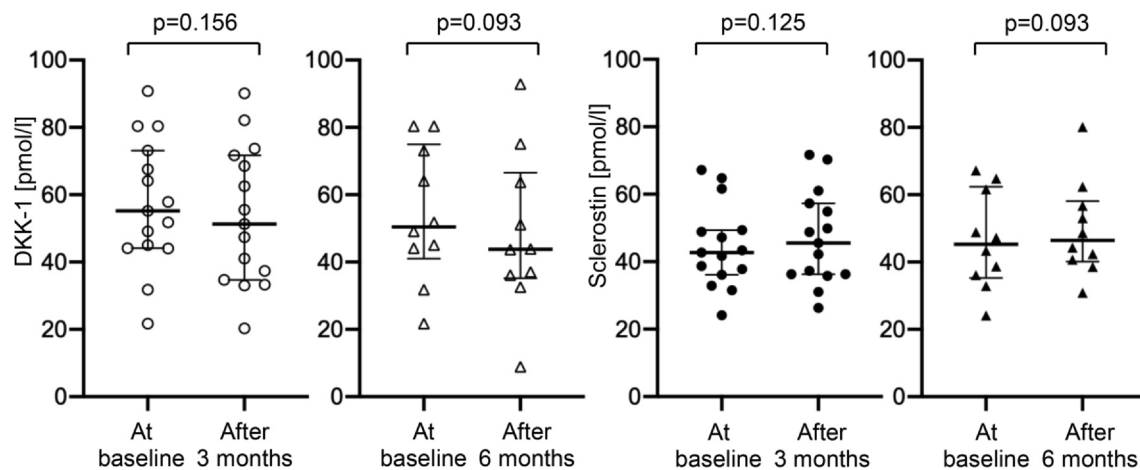 p=0.156
p=0.093
p=0.125
p=0.093
DKK-1 [pmol/l]
100
80
60
40
20
0
At baseline
After 3 months
100
80
60
40
20
0
At baseline
After 6 months
Sclerostin [pmol/l]
100
80
60
40
20
0
At baseline
After 3 months
100
80
60
40
20
0
At baseline
After 6 months